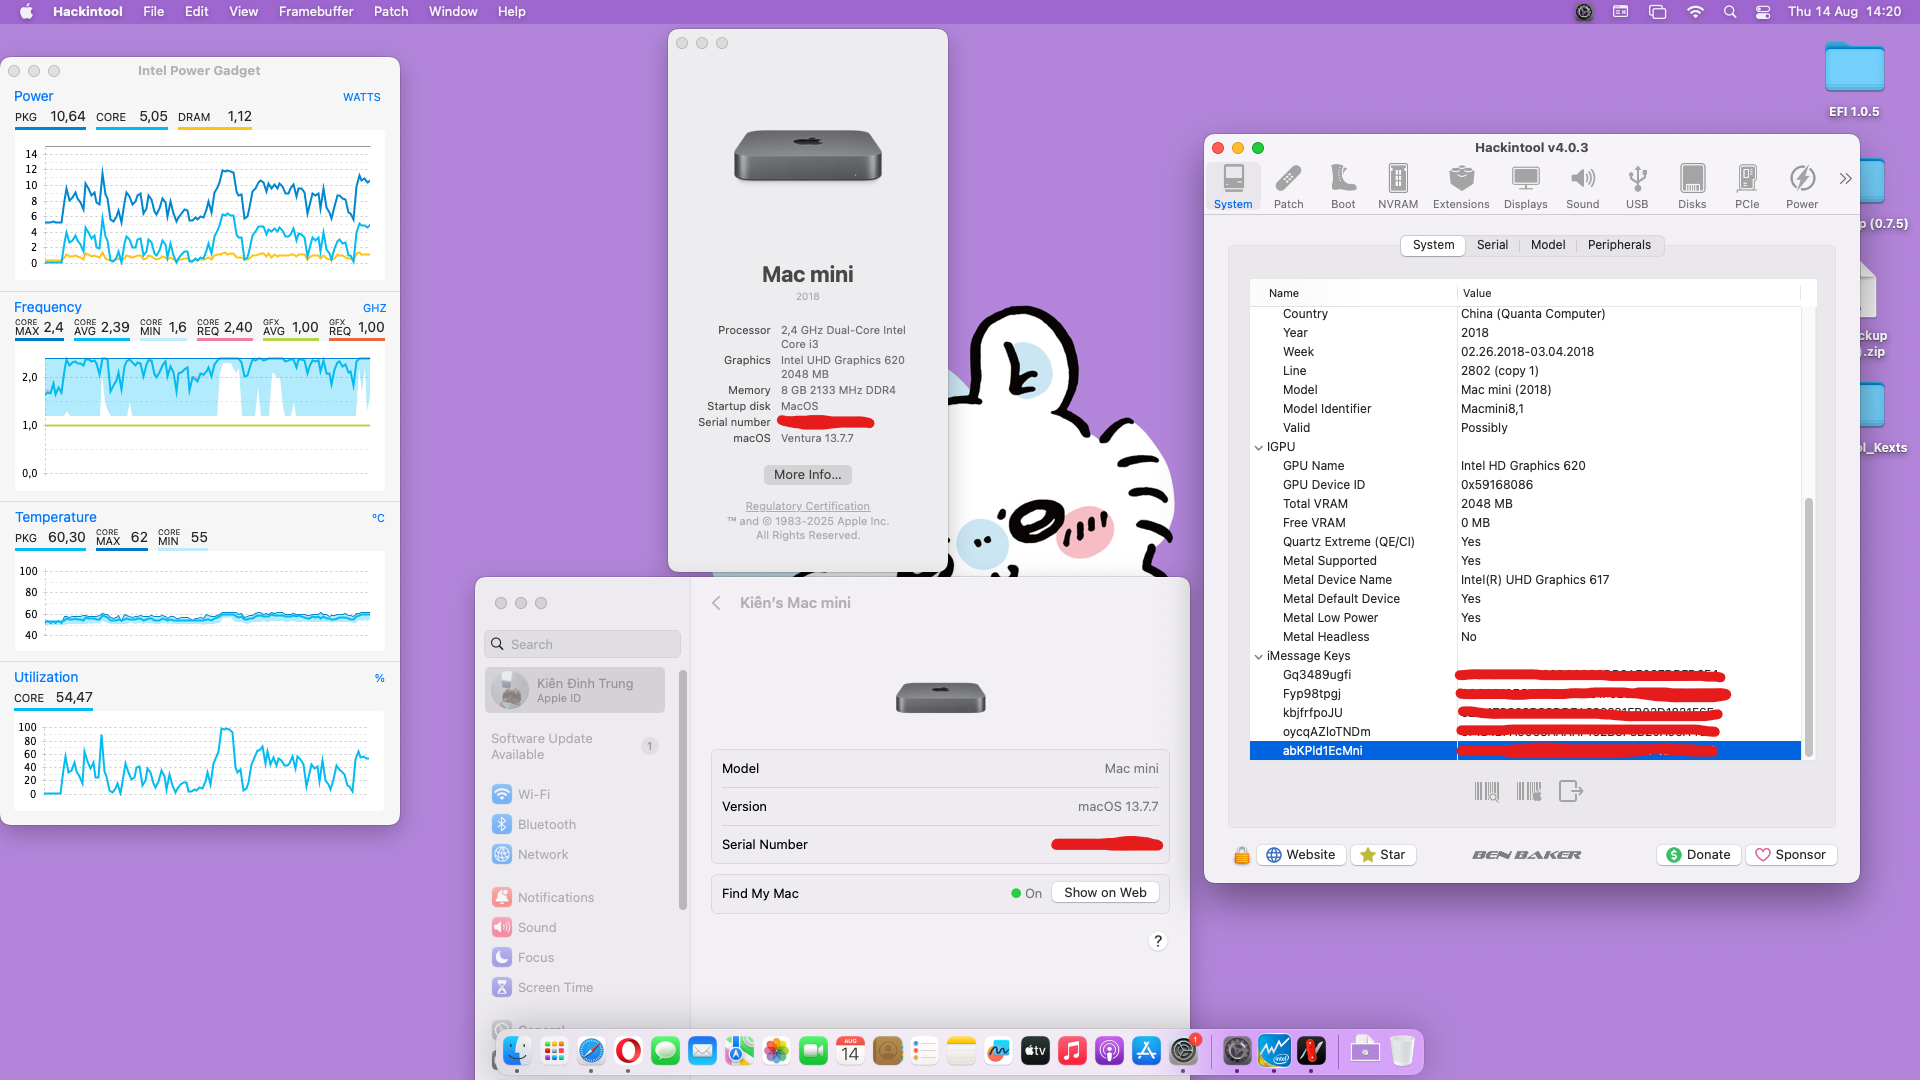 Hackintool File Edit View Framebuffer Patch Window Help
Thu 14 Aug 14:20
Intel Power Gadget
Power WATTS
PKG 10,64 CORE 5,05 DRAM 1,12
14
12
10
8
6
4
2
0
Frequency GHZ
CORE MAX 2,4 CORE AVG 2,39 CORE MIN 1,6 CORE REQ 2,40 GFX AVG 1,00 GFX REQ 1,00
2,0
1,0
0,0
Temperature °C
PKG 60,30 CORE MAX 62 CORE MIN 55
100
80
60
40
Utilization %
CORE 54,47
100
80
60
40
20
0
Mac mini
2018
Processor 2,4 GHz Dual-Core Intel
Core i3
Graphics Intel UHD Graphics 620
2048 MB
Memory 8 GB 2133 MHz DDR4
Startup disk MacOS
Serial number
macOS Ventura 13.7.7
More Info...
Regulatory Certification
™ and © 1983-2025 Apple Inc.
All Rights Reserved.
Search
Kiên Đinh Trung
Apple ID
Software Update
Available 1
Wi-Fi
Bluetooth
Network
Notifications
Sound
Focus
Screen Time
General
Kiên’s Mac mini
Model Mac mini
Version macOS 13.7.7
Serial Number
Find My Mac On Show on Web
?
EFI 1.0.5
(0.7.5)
.zip
_Kexts
Hackintool v4.0.3
System Patch Boot NVRAM Extensions Displays Sound USB Disks PCIe Power
System Serial Model Peripherals
Name Value
Country China (Quanta Computer)
Year 2018
Week 02.26.2018-03.04.2018
Line 2802 (copy 1)
Model Mac mini (2018)
Model Identifier Macmini8,1
Valid Possibly
IGPU
GPU Name Intel HD Graphics 620
GPU Device ID 0x59168086
Total VRAM 2048 MB
Free VRAM 0 MB
Quartz Extreme (QE/CI) Yes
Metal Supported Yes
Metal Device Name Intel(R) UHD Graphics 617
Metal Default Device Yes
Metal Low Power Yes
Metal Headless No
iMessage Keys
Gq3489ugfi
Fyp98tpgj
kbjfrfpoJU
oycqAZloTNDm
abKPld1EcMni
Website Star BEN BAKER Donate Sponsor
AUG
14
tv
1
intel